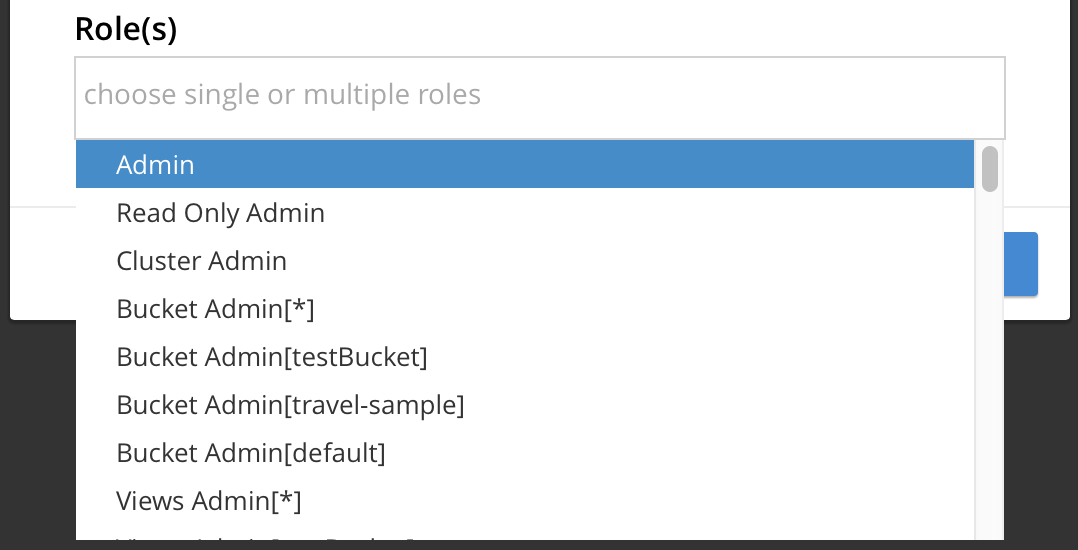 Role(s)
choose single or multiple roles
Admin
Read Only Admin
Cluster Admin
Bucket Admin[*]
Bucket Admin[testBucket]
Bucket Admin[travel-sample]
Bucket Admin[default]
Views Admin[*]